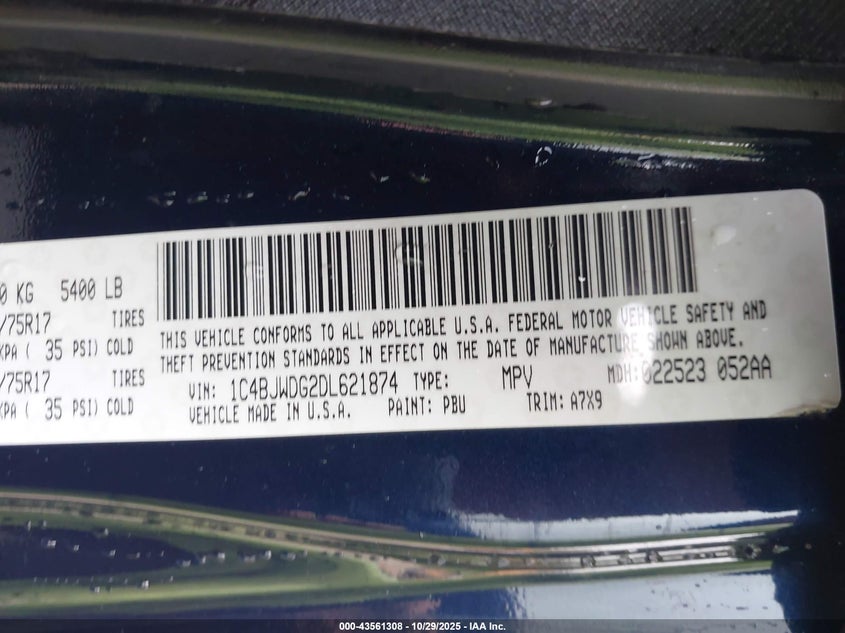 0 KG 5400 LB
/75R17 TIRES
KPA ( 35 PSI) COLD
/75R17 TIRES
KPA ( 35 PSI) COLD
THIS VEHICLE CONFORMS TO ALL APPLICABLE U.S.A. FEDERAL MOTOR VEHICLE SAFETY AND
THEFT PREVENTION STANDARDS IN EFFECT ON THE DATE OF MANUFACTURE SHOWN ABOVE.
VIN: 1C4BJWDG2DL621874 TYPE: MPV MDH: 022523 052AA
VEHICLE MADE IN U.S.A. PAINT: PBU TRIM: A7X9
000-43561308 - 10/29/2025 - IAA Inc.